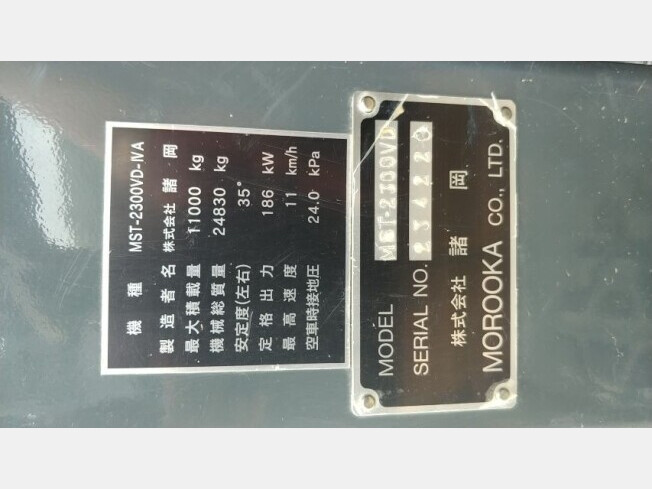 機種 MST-2300VD-IVA
製造者名 株式会社 諸岡
最大積載量 11000 kg
機械総質量 24830 kg
安定度(左右) 35°
定格出力 186 kW
最高速度 11 km/h
空車時接地圧 24.0 kPa
MODEL MST-2300VD
SERIAL NO. 234220
株式会社 諸岡
MOROOKA CO., LTD.